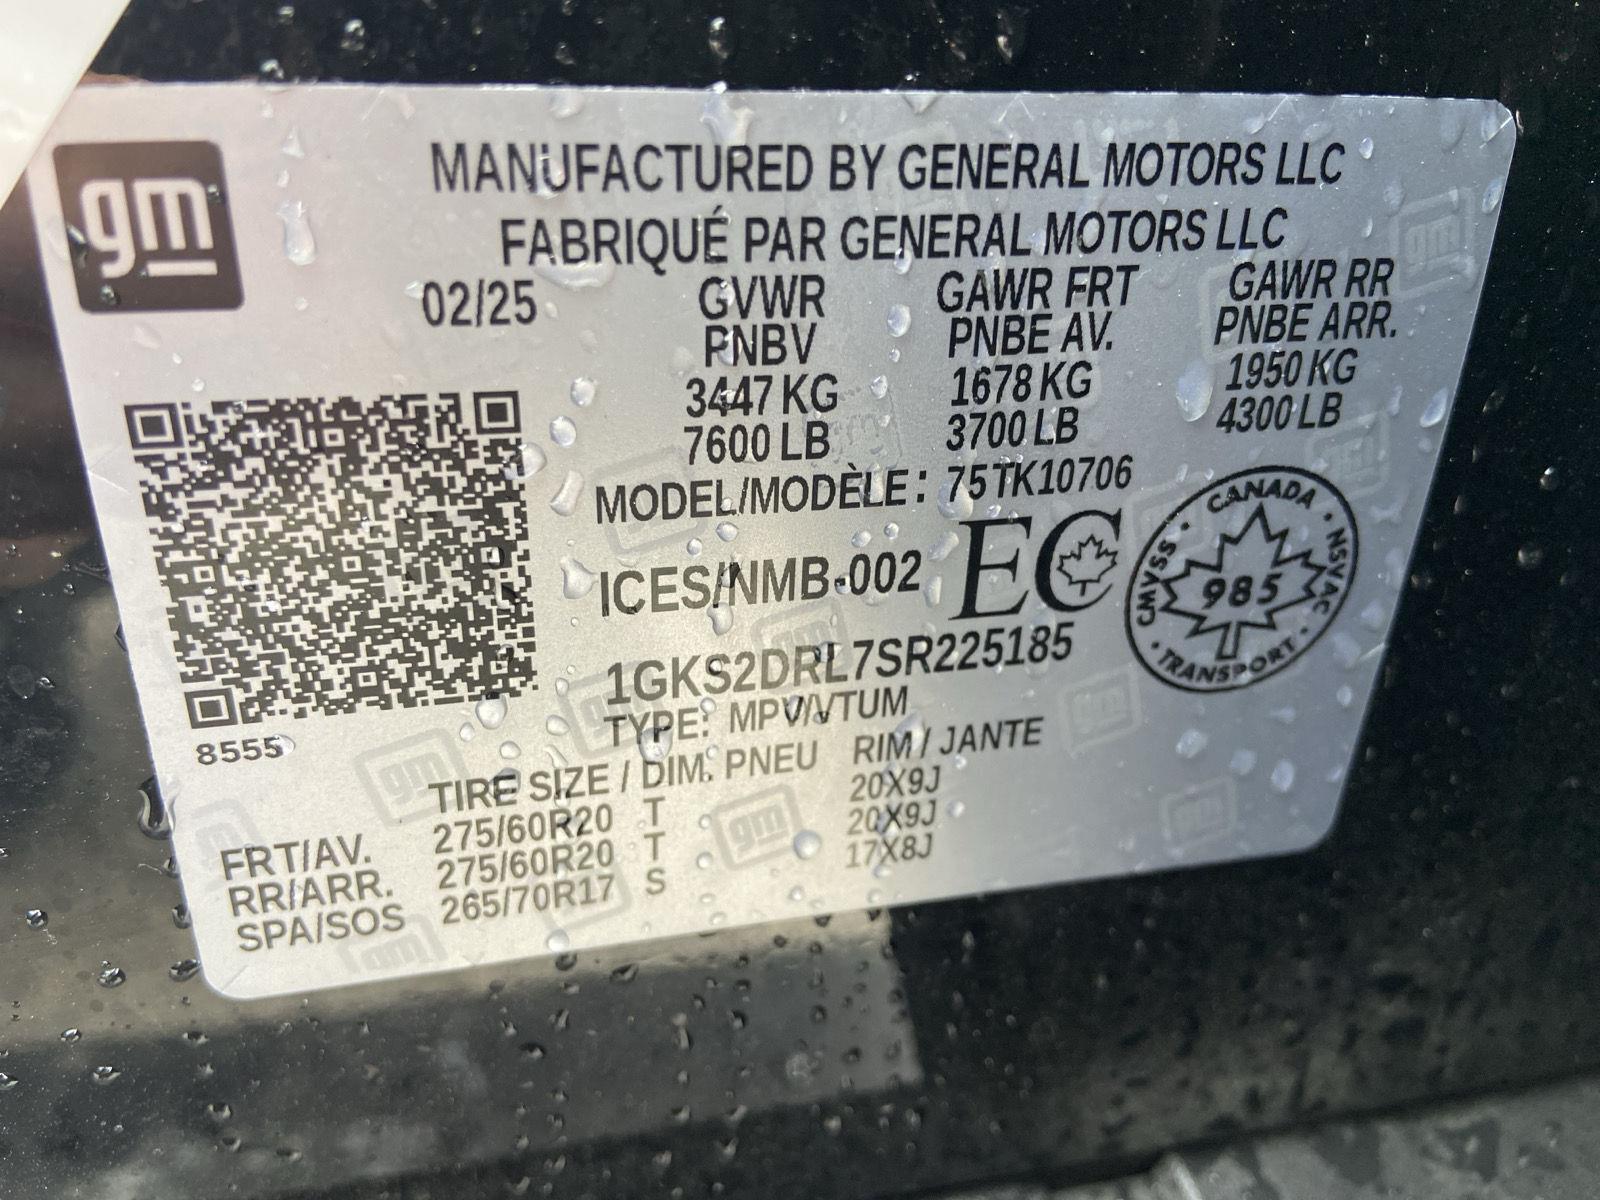 gm
MANUFACTURED BY GENERAL MOTORS LLC
FABRIQUÉ PAR GENERAL MOTORS LLC
02/25 GVWR GAWR FRT GAWR RR
PNBV PNBE AV. PNBE ARR.
3447 KG 1678 KG 1950 KG
7600 LB 3700 LB 4300 LB
MODEL/MODÈLE: 75TK10706
ICES/NMB-002 EC
CANADA · NSVAC · TRANSPORT · CMVSS ·
985
1GKS2DRL7SR225185
TYPE: MPV/VTUM
8555
TIRE SIZE / DIM. PNEU RIM / JANTE
FRT/AV. 275/60R20 T 20X9J
RR/ARR. 275/60R20 T 20X9J
SPA/SOS 265/70R17 S 17X8J